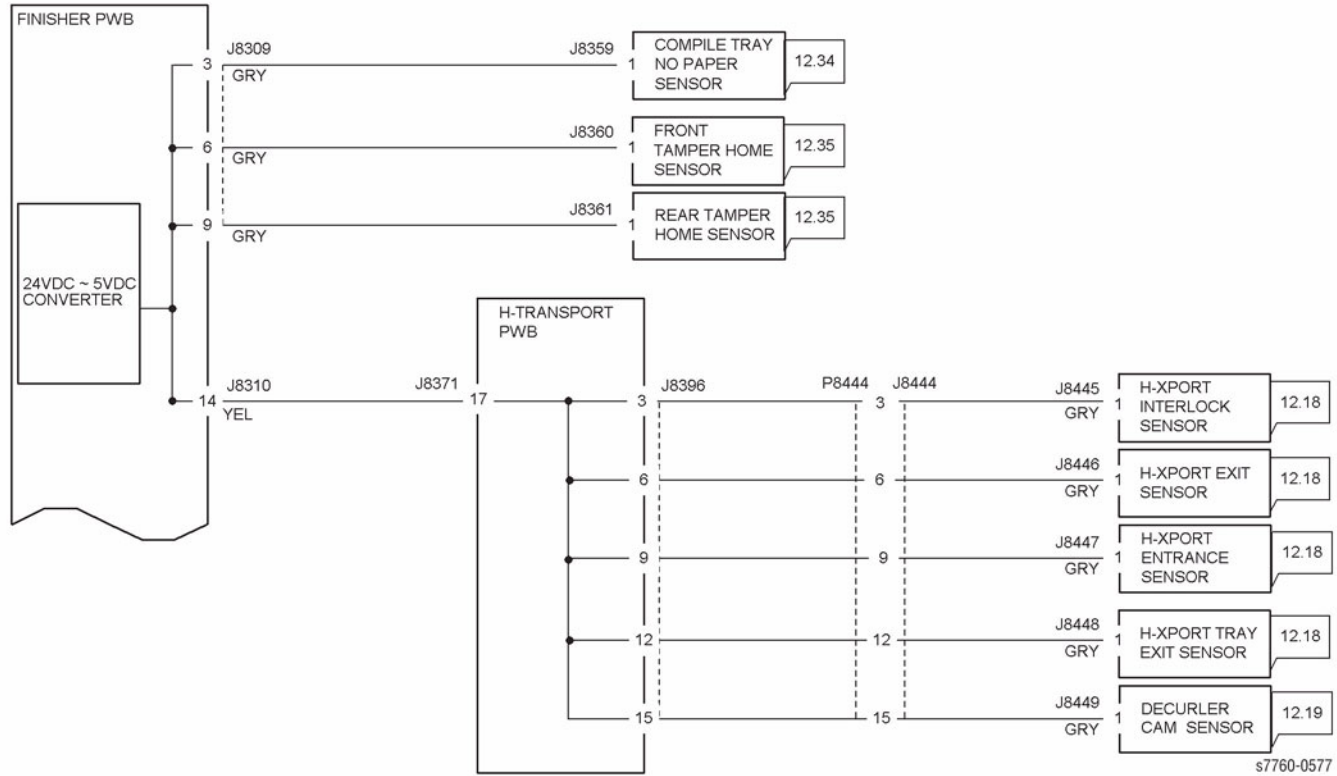 FINISHER PWB
24VDC ~ 5VDC
CONVERTER
3
J8309
GRY
J8359
1
COMPILE TRAY
NO PAPER
SENSOR
12.34
6
GRY
J8360
1
FRONT
TAMPER HOME
SENSOR
12.35
9
GRY
J8361
1
REAR TAMPER
HOME SENSOR
12.35
14
J8310
YEL
J8371
17
H-TRANSPORT
PWB
3
J8396
P8444
3
J8444
J8445
GRY
1
H-XPORT
INTERLOCK
SENSOR
12.18
6
6
J8446
GRY
1
H-XPORT EXIT
SENSOR
12.18
9
9
J8447
GRY
1
H-XPORT
ENTRANCE
SENSOR
12.18
12
12
J8448
GRY
1
H-XPORT TRAY
EXIT SENSOR
12.18
15
15
J8449
GRY
1
DECURLER
CAM SENSOR
12.19
s7760-0577